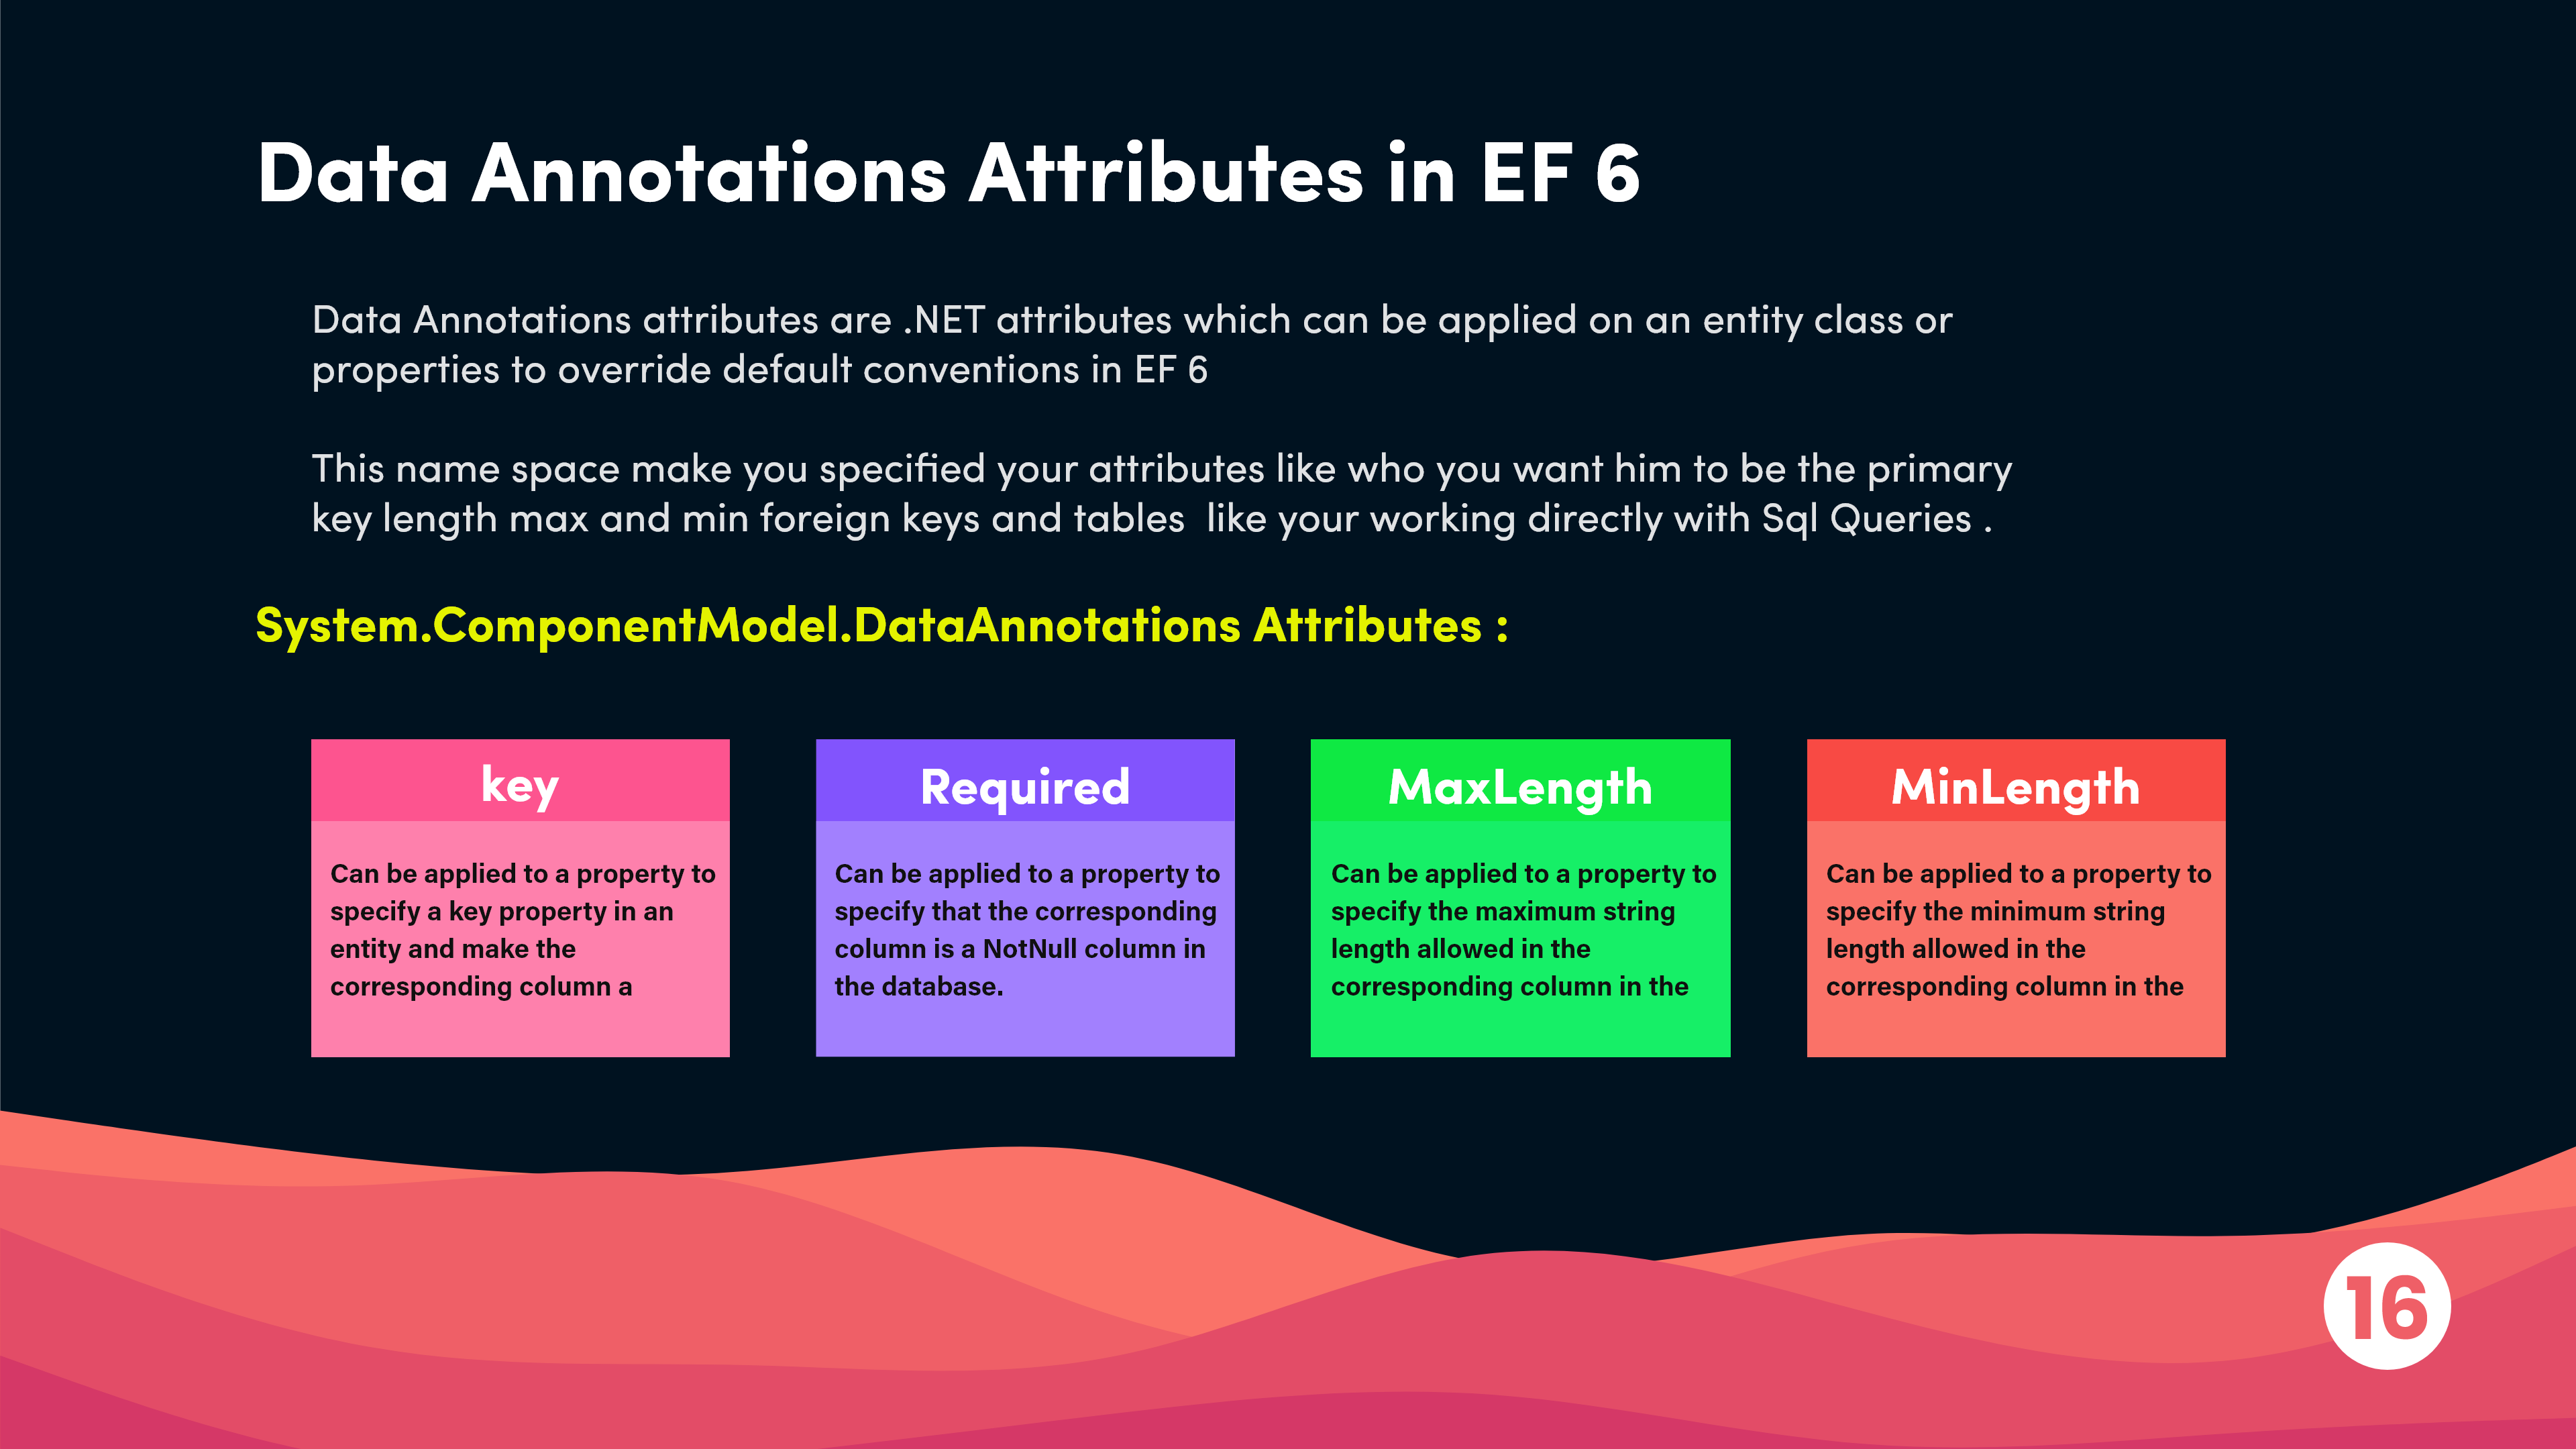 Data Annotations Attributes in EF 6
Data Annotations attributes are .NET attributes which can be applied on an entity class or
properties to override default conventions in EF 6
This name space make you specified your attributes like who you want him to be the primary
key length max and min foreign keys and tables  like your working directly with Sql Queries .
System.ComponentModel.DataAnnotations Attributes :
key
Can be applied to a property to
specify a key property in an
entity and make the
corresponding column a
Required
Can be applied to a property to
specify that the corresponding
column is a NotNull column in
the database.
MaxLength
Can be applied to a property to
specify the maximum string
length allowed in the
corresponding column in the
MinLength
Can be applied to a property to
specify the minimum string
length allowed in the
corresponding column in the
16